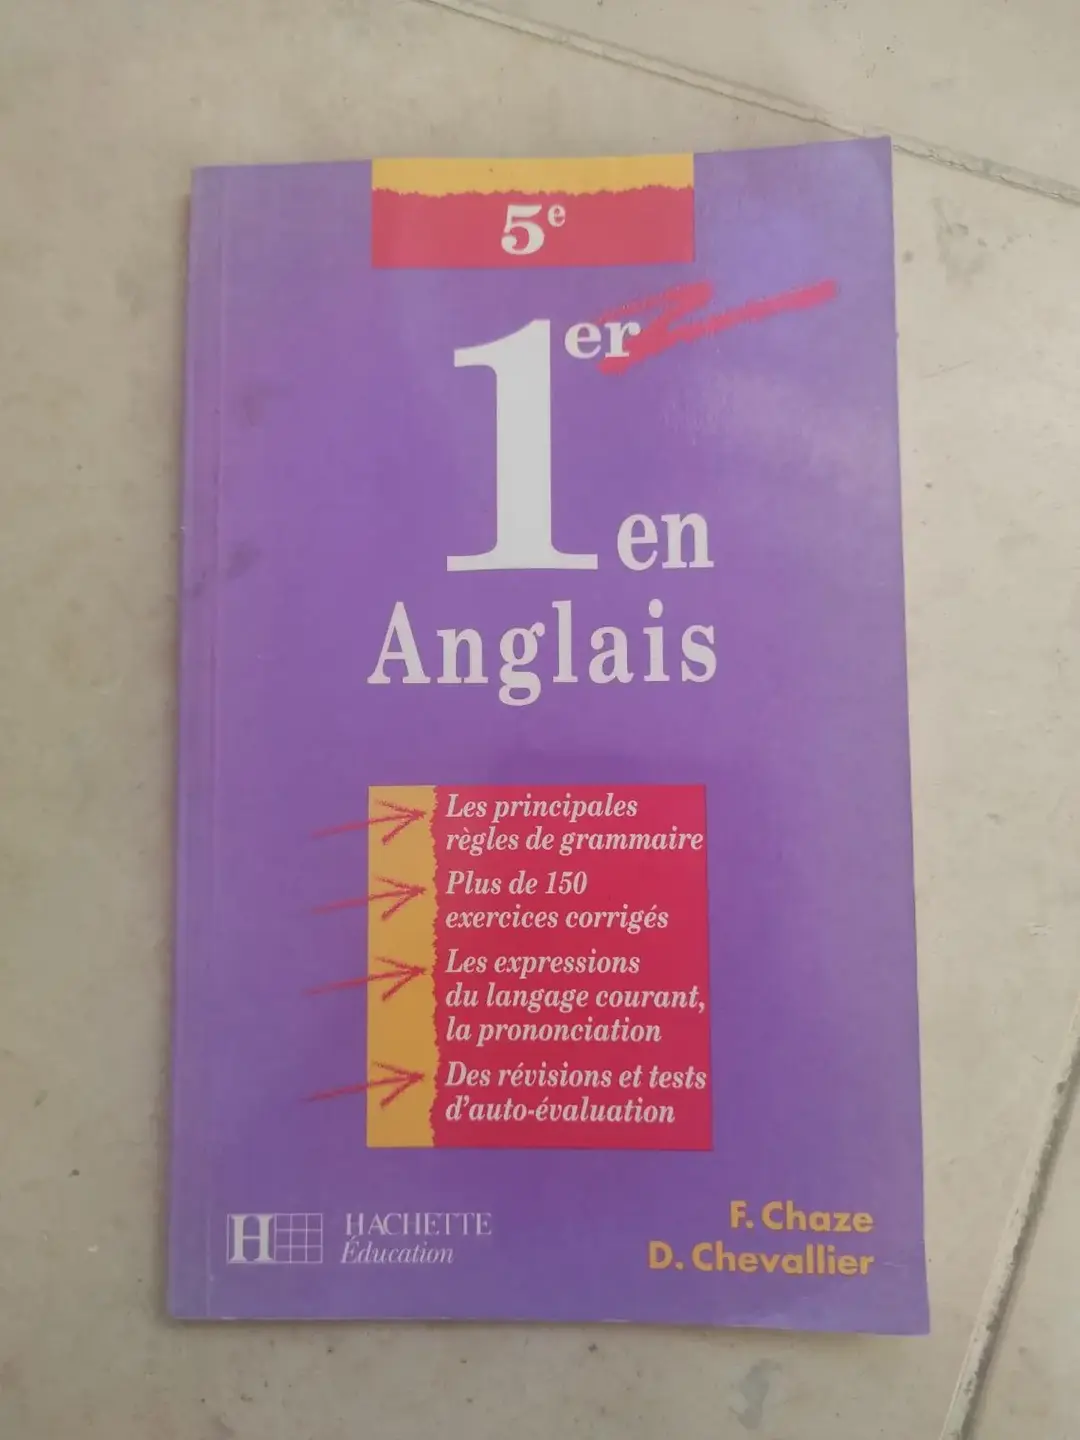 5e
1er en
Anglais
Les principales
règles de grammaire
Plus de 150
exercices corrigés
Les expressions
du langage courant,
la prononciation
Des révisions et tests
d'auto-évaluation
H HACHETTE
Éducation
F. Chaze
D. Chevallier